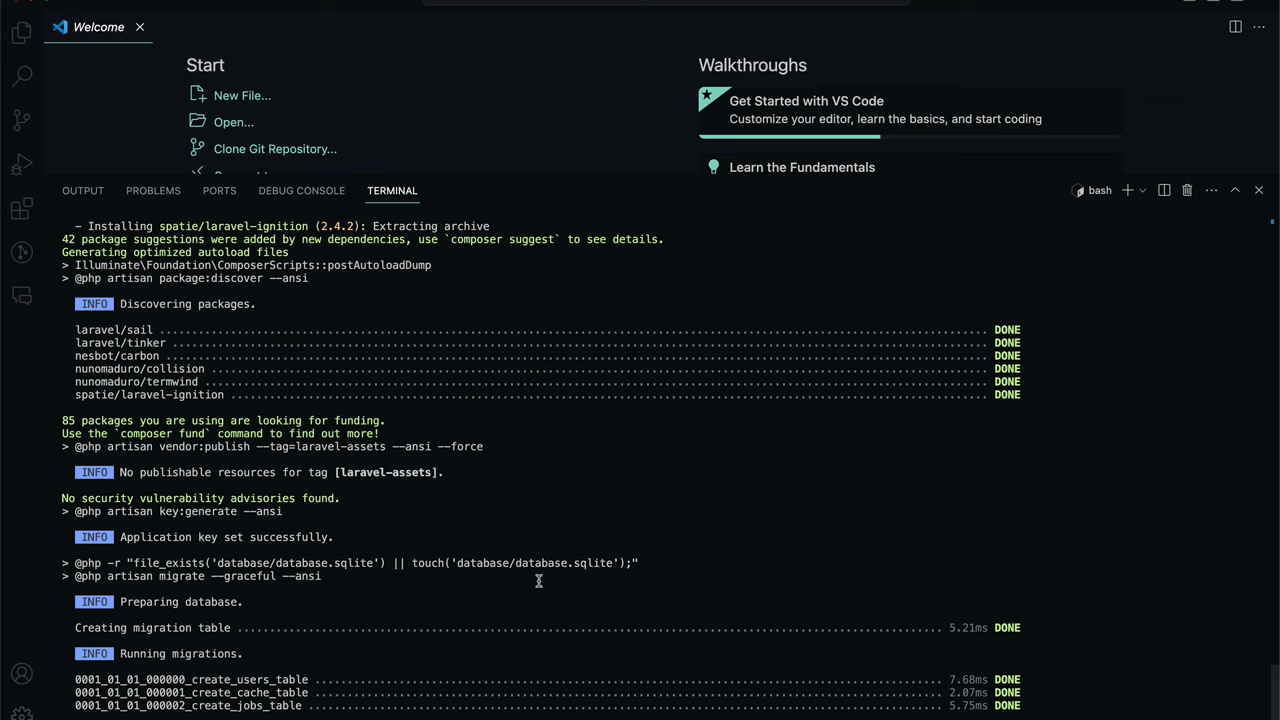 Welcome
Start
New File...
Open...
Clone Git Repository...
Walkthroughs
Get Started with VS Code
Customize your editor, learn the basics, and start coding
Learn the Fundamentals
OUTPUT PROBLEMS PORTS DEBUG CONSOLE TERMINAL bash
- Installing spatie/laravel-ignition (2.4.2): Extracting archive
42 package suggestions were added by new dependencies, use `composer suggest` to see details.
Generating optimized autoload files
> Illuminate\Foundation\ComposerScripts::postAutoloadDump
> @php artisan package:discover --ansi
INFO Discovering packages.
laravel/sail ........................................................................................................................... DONE
laravel/tinker ......................................................................................................................... DONE
nesbot/carbon .......................................................................................................................... DONE
nunomaduro/collision ................................................................................................................... DONE
nunomaduro/termwind .................................................................................................................... DONE
spatie/laravel-ignition ................................................................................................................ DONE
85 packages you are using are looking for funding.
Use the `composer fund` command to find out more!
> @php artisan vendor:publish --tag=laravel-assets --ansi --force
INFO No publishable resources for tag [laravel-assets].
No security vulnerability advisories found.
> @php artisan key:generate --ansi
INFO Application key set successfully.
> @php -r "file_exists('database/database.sqlite') || touch('database/database.sqlite');"
> @php artisan migrate --graceful --ansi
INFO Preparing database.
Creating migration table ............................................................................................................. 5.21ms DONE
INFO Running migrations.
0001_01_01_000000_create_users_table ................................................................................................. 7.68ms DONE
0001_01_01_000001_create_cache_table ................................................................................................. 2.07ms DONE
0001_01_01_000002_create_jobs_table .................................................................................................. 5.75ms DONE